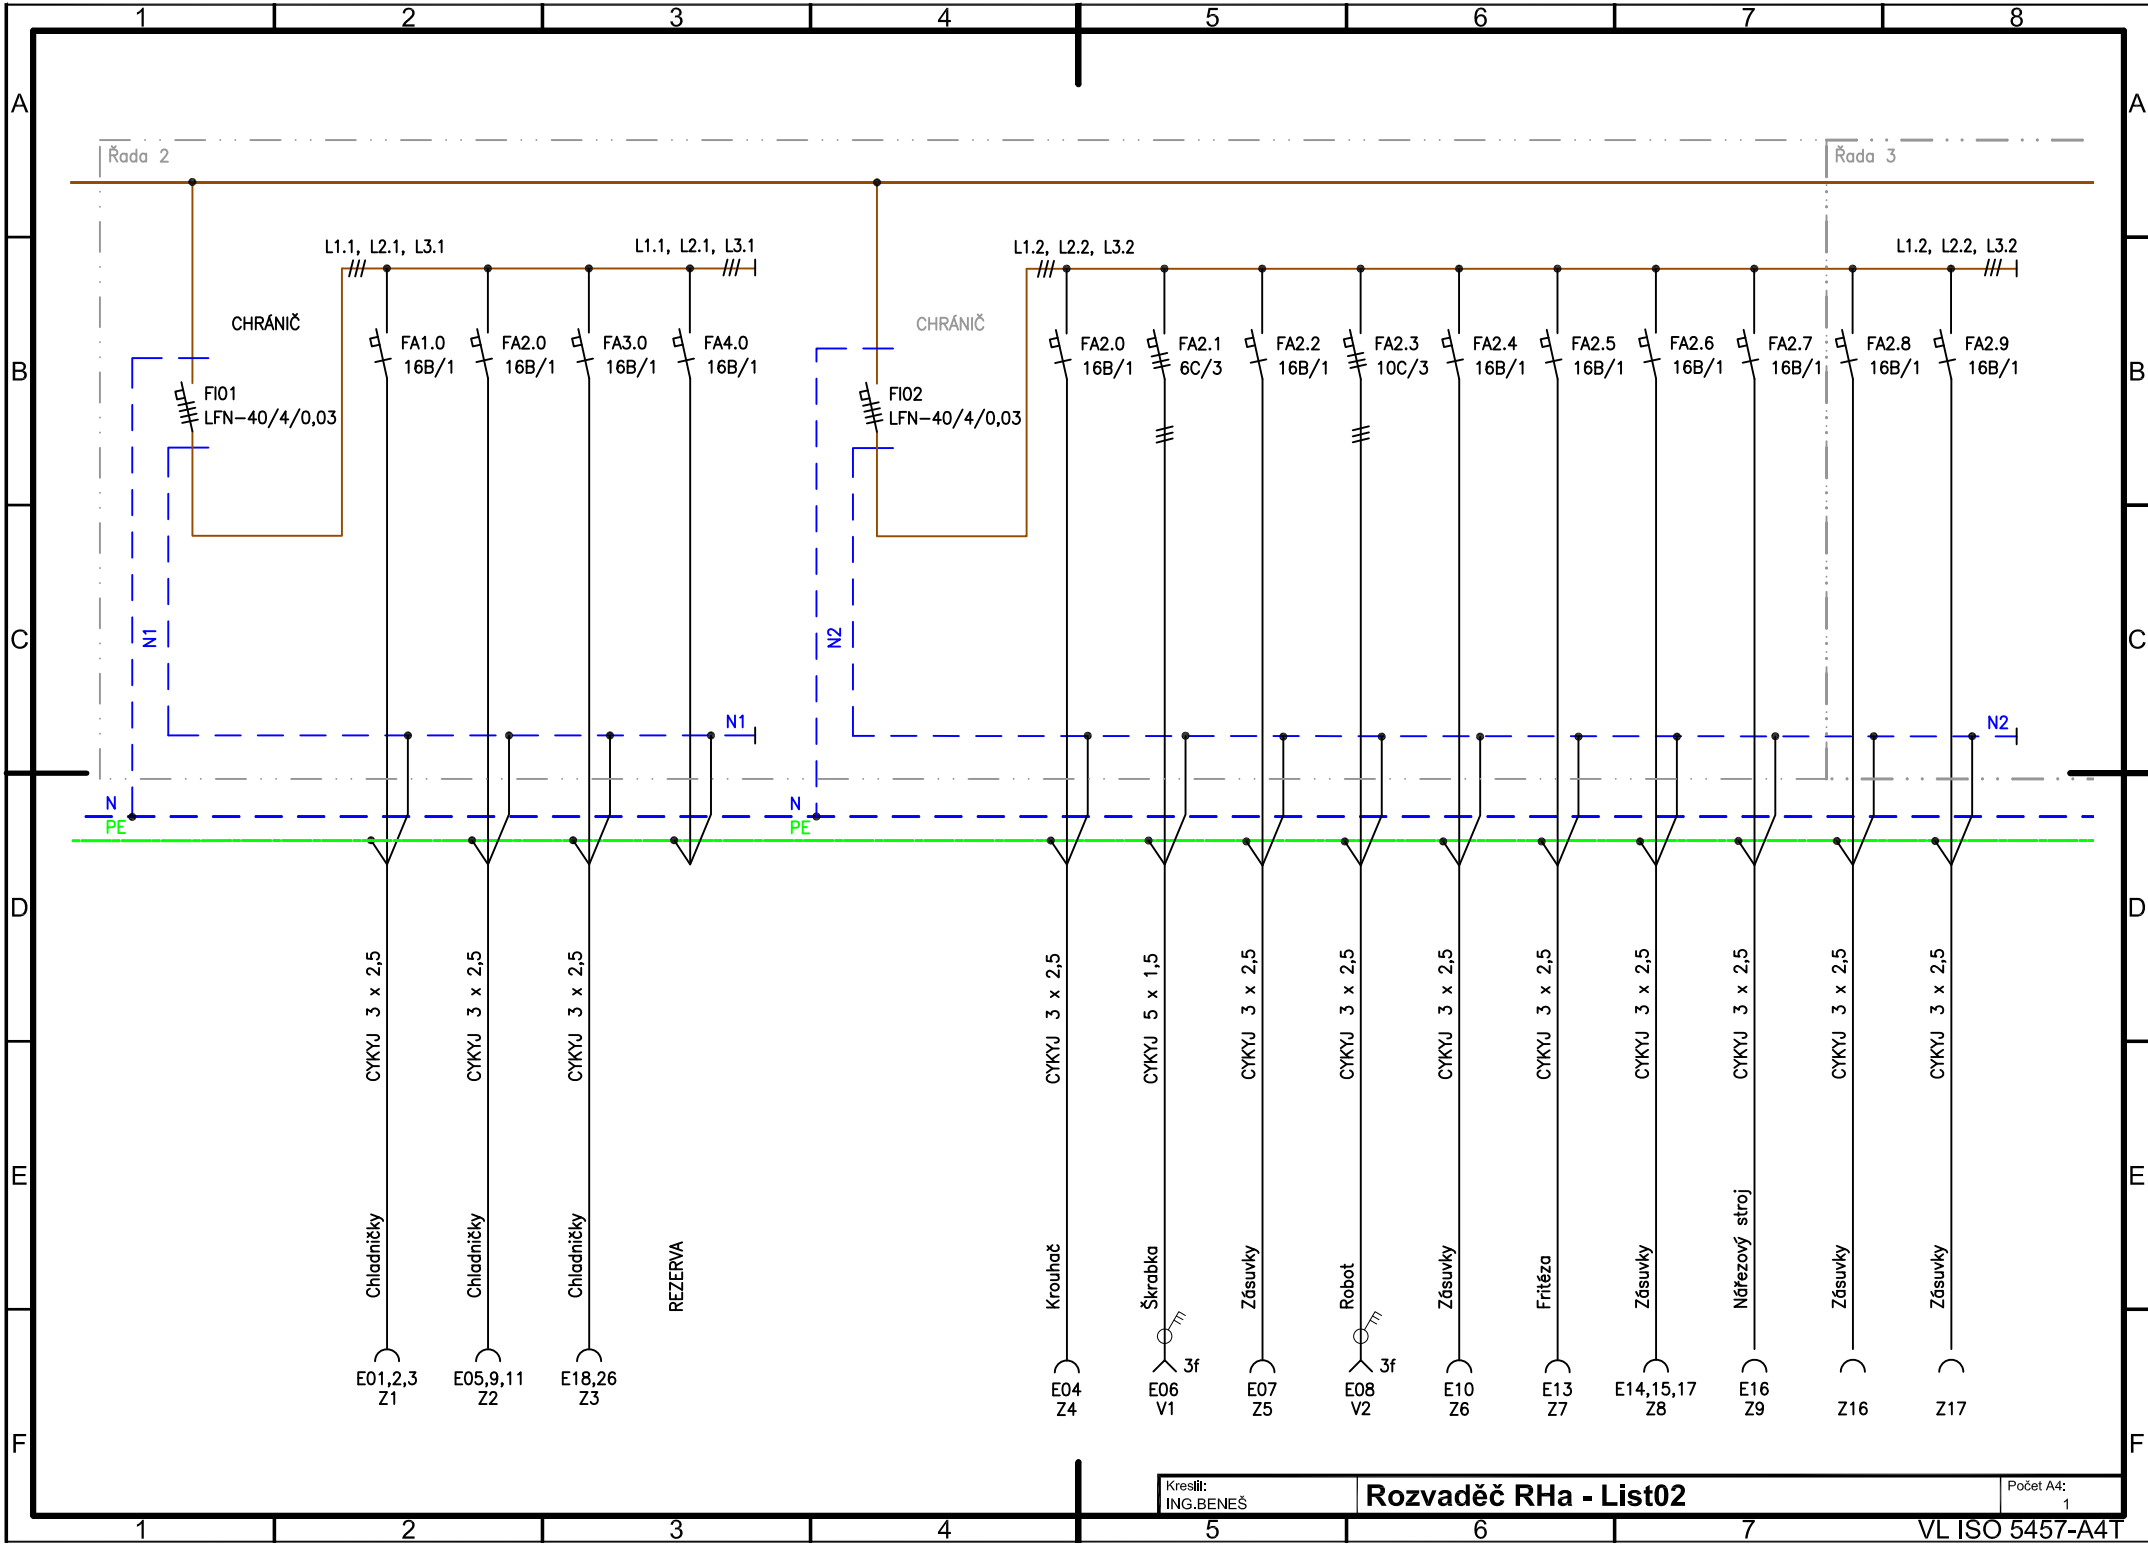 1 2 3 4 5 6 7 8
A A
Řada 2 Řada 3
L1.1, L2.1, L3.1 L1.1, L2.1, L3.1 L1.2, L2.2, L3.2 L1.2, L2.2, L3.2
CHRÁNIČ CHRÁNIČ
FA1.0 FA2.0 FA3.0 FA4.0 FA2.0 FA2.1 FA2.2 FA2.3 FA2.4 FA2.5 FA2.6 FA2.7 FA2.8 FA2.9
16B/1 16B/1 16B/1 16B/1 16B/1 6C/3 16B/1 10C/3 16B/1 16B/1 16B/1 16B/1 16B/1 16B/1
B B
FI01 FI02
LFN-40/4/0,03 LFN-40/4/0,03
C C
N1 N2
N1 N2
N N
PE PE
D D
CYKYJ 3 x 2,5
CYKYJ 3 x 2,5
CYKYJ 3 x 2,5
CYKYJ 3 x 2,5
CYKYJ 5 x 1,5
CYKYJ 3 x 2,5
CYKYJ 3 x 2,5
CYKYJ 3 x 2,5
CYKYJ 3 x 2,5
CYKYJ 3 x 2,5
CYKYJ 3 x 2,5
CYKYJ 3 x 2,5
CYKYJ 3 x 2,5
E E
Chladničky
Chladničky
Chladničky
REZERVA
Krouhač
Škrabka
Zásuvky
Robot
Zásuvky
Fritéza
Zásuvky
Nářezový stroj
Zásuvky
Zásuvky
3f 3f
E01,2,3 E05,9,11 E18,26 E04 E06 E07 E08 E10 E13 E14,15,17 E16
Z1 Z2 Z3 Z4 V1 Z5 V2 Z6 Z7 Z8 Z9 Z16 Z17
F F
Kreslil:
ING.BENEŠ
Rozvaděč RHa - List02
Počet A4:
1
1 2 3 4 5 6 7
VL ISO 5457-A4T